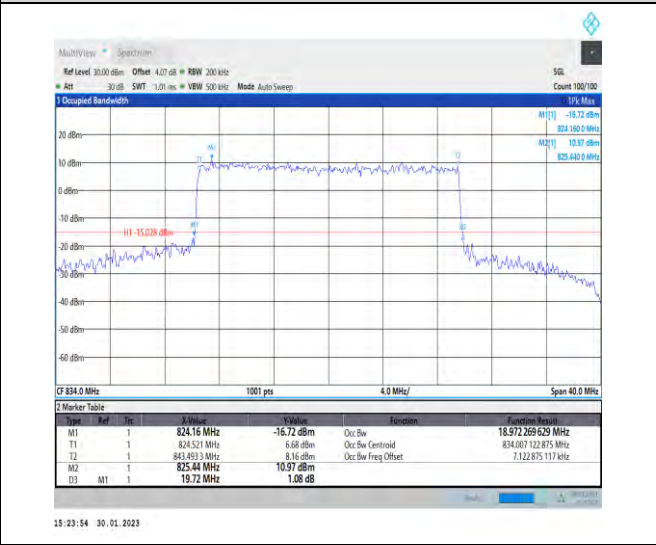 MultiView Spectrum
Ref Level 30.00 dBm Offset 4.07 dB RBW 200 kHz SGL
Att 30 dB SWT 1.01 ms VBW 500 kHz Mode Auto Sweep Count 100/100
1 Occupied Bandwidth 1Pk Max
M1[1] -16.72 dBm
824.160 0 MHz
M2[1] 10.97 dBm
825.440 0 MHz
20 dBm
M2
T1 T2
10 dBm
0 dBm
-10 dBm
M1
D3
H1 -15.028 dBm
-20 dBm
-30 dBm
-40 dBm
-50 dBm
-60 dBm
CF 834.0 MHz 1001 pts 4.0 MHz/ Span 40.0 MHz
2 Marker Table
Type Ref Trc X-Value Y-Value Function Function Result
M1 1 824.16 MHz -16.72 dBm Occ Bw 18.972 269 629 MHz
T1 1 824.521 MHz 6.68 dBm Occ Bw Centroid 834.007 122 875 MHz
T2 1 843.493 3 MHz 8.16 dBm Occ Bw Freq Offset 7.122 875 117 kHz
M2 1 825.44 MHz 10.97 dBm
D3 M1 1 19.72 MHz 1.08 dB
15:23:54 30.01.2023